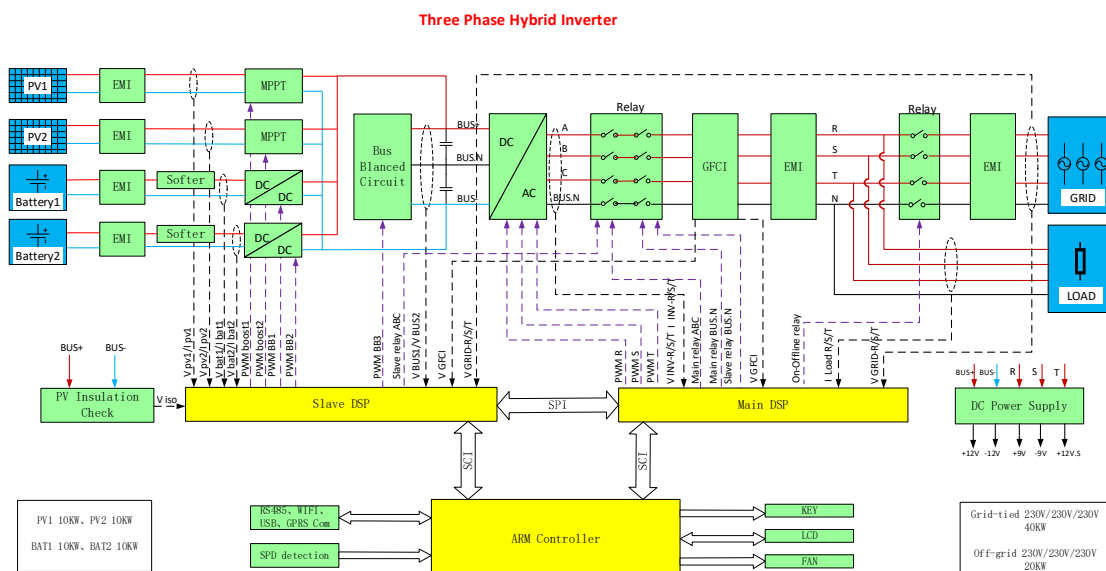 Three Phase Hybrid Inverter
PV1
EMI
MPPT
PV2
EMI
MPPT
Battery1
EMI
Softer
DC
DC
Battery2
EMI
Softer
DC
DC
Bus
Blanced
Circuit
BUS+
BUS.N
BUS-
DC
AC
A
B
C
BUS.N
Relay
GFCI
EMI
R
S
T
N
Relay
EMI
GRID
LOAD
V pv1/I pv1
V pv2/I pv2
V bat1/I bat1
V bat2/I bat2
PWM boost1
PWM boost2
PWM BB1
PWM BB2
PWM BB3
Slave relay ABC
V BUS1/V BUS2
V GFCI
V GRID-R/S/T
PWM R
PWM S
PWM T
V INV-R/S/T I INV-R/S/T
Main relay ABC
Main relay BUS.N
Slave relay BUS.N
V GFCI
On-Offline relay
I Load R/S/T
V GRID-R/S/T
BUS+
BUS-
PV Insulation
Check
V iso
Slave DSP
SPI
Main DSP
BUS+
BUS-
R
S
T
DC Power Supply
+12V
-12V
+9V
-9V
+12V.S
SCI
SCI
PV1 10KW、PV2 10KW
BAT1 10KW、BAT2 10KW
RS485、WIFI、
USB、GPRS Com
SPD detection
ARM Controller
KEY
LCD
FAN
Grid-tied 230V/230V/230V
40KW
Off-grid 230V/230V/230V
20KW